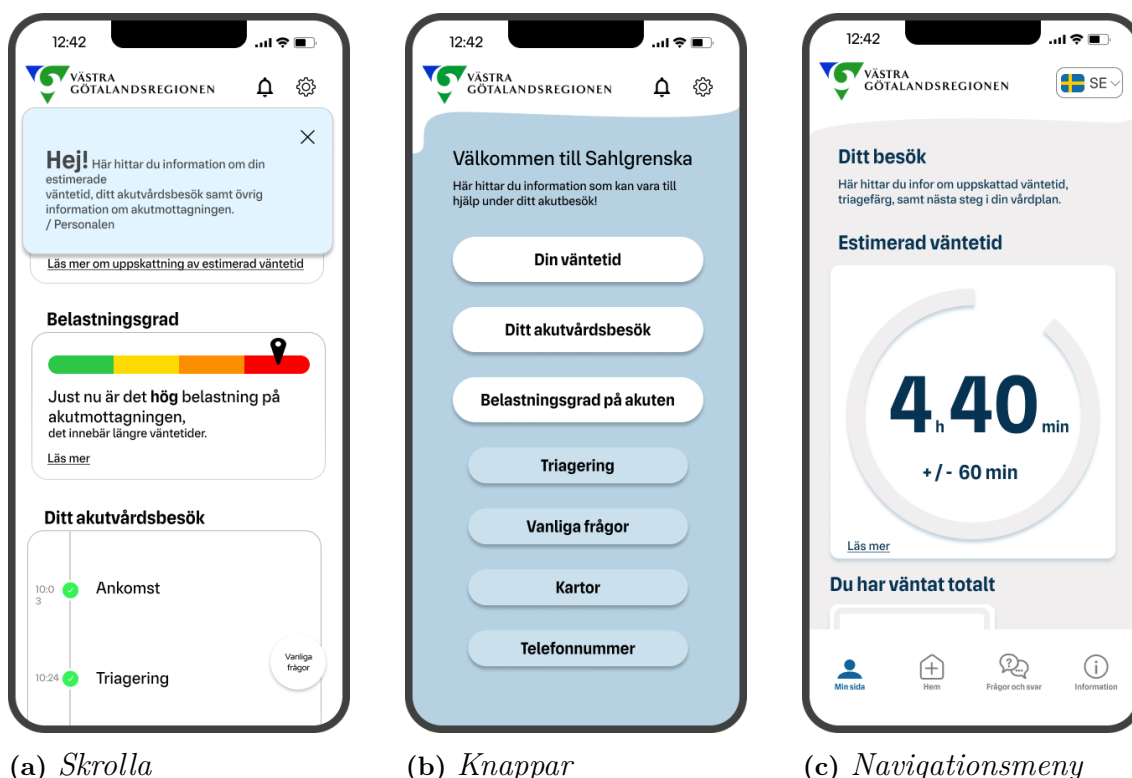 12:42
VÄSTRA
GÖTALANDSREGIONEN
Hej! Här hittar du information om din
estimerade
väntetid, ditt akutvårdsbesök samt övrig
information om akutmottagningen.
/ Personalen
Läs mer om uppskattning av estimerad väntetid
Belastningsgrad
Just nu är det hög belastning på
akutmottagningen,
det innebär längre väntetider.
Läs mer
Ditt akutvårdsbesök
10:0
3
Ankomst
Vanliga
frågor
10:24 Triagering
(a) Skrolla
12:42
VÄSTRA
GÖTALANDSREGIONEN
Välkommen till Sahlgrenska
Här hittar du information som kan vara till
hjälp under ditt akutbesök!
Din väntetid
Ditt akutvårdsbesök
Belastningsgrad på akuten
Triagering
Vanliga frågor
Kartor
Telefonnummer
(b) Knappar
12:42
VÄSTRA
GÖTALANDSREGIONEN
SE
Ditt besök
Här hittar du infor om uppskattad väntetid,
triagefärg, samt nästa steg i din vårdplan.
Estimerad väntetid
4 h 40 min
+/- 60 min
Läs mer
Du har väntat totalt
Min sida Hem Frågor och svar Information
(c) Navigationsmeny